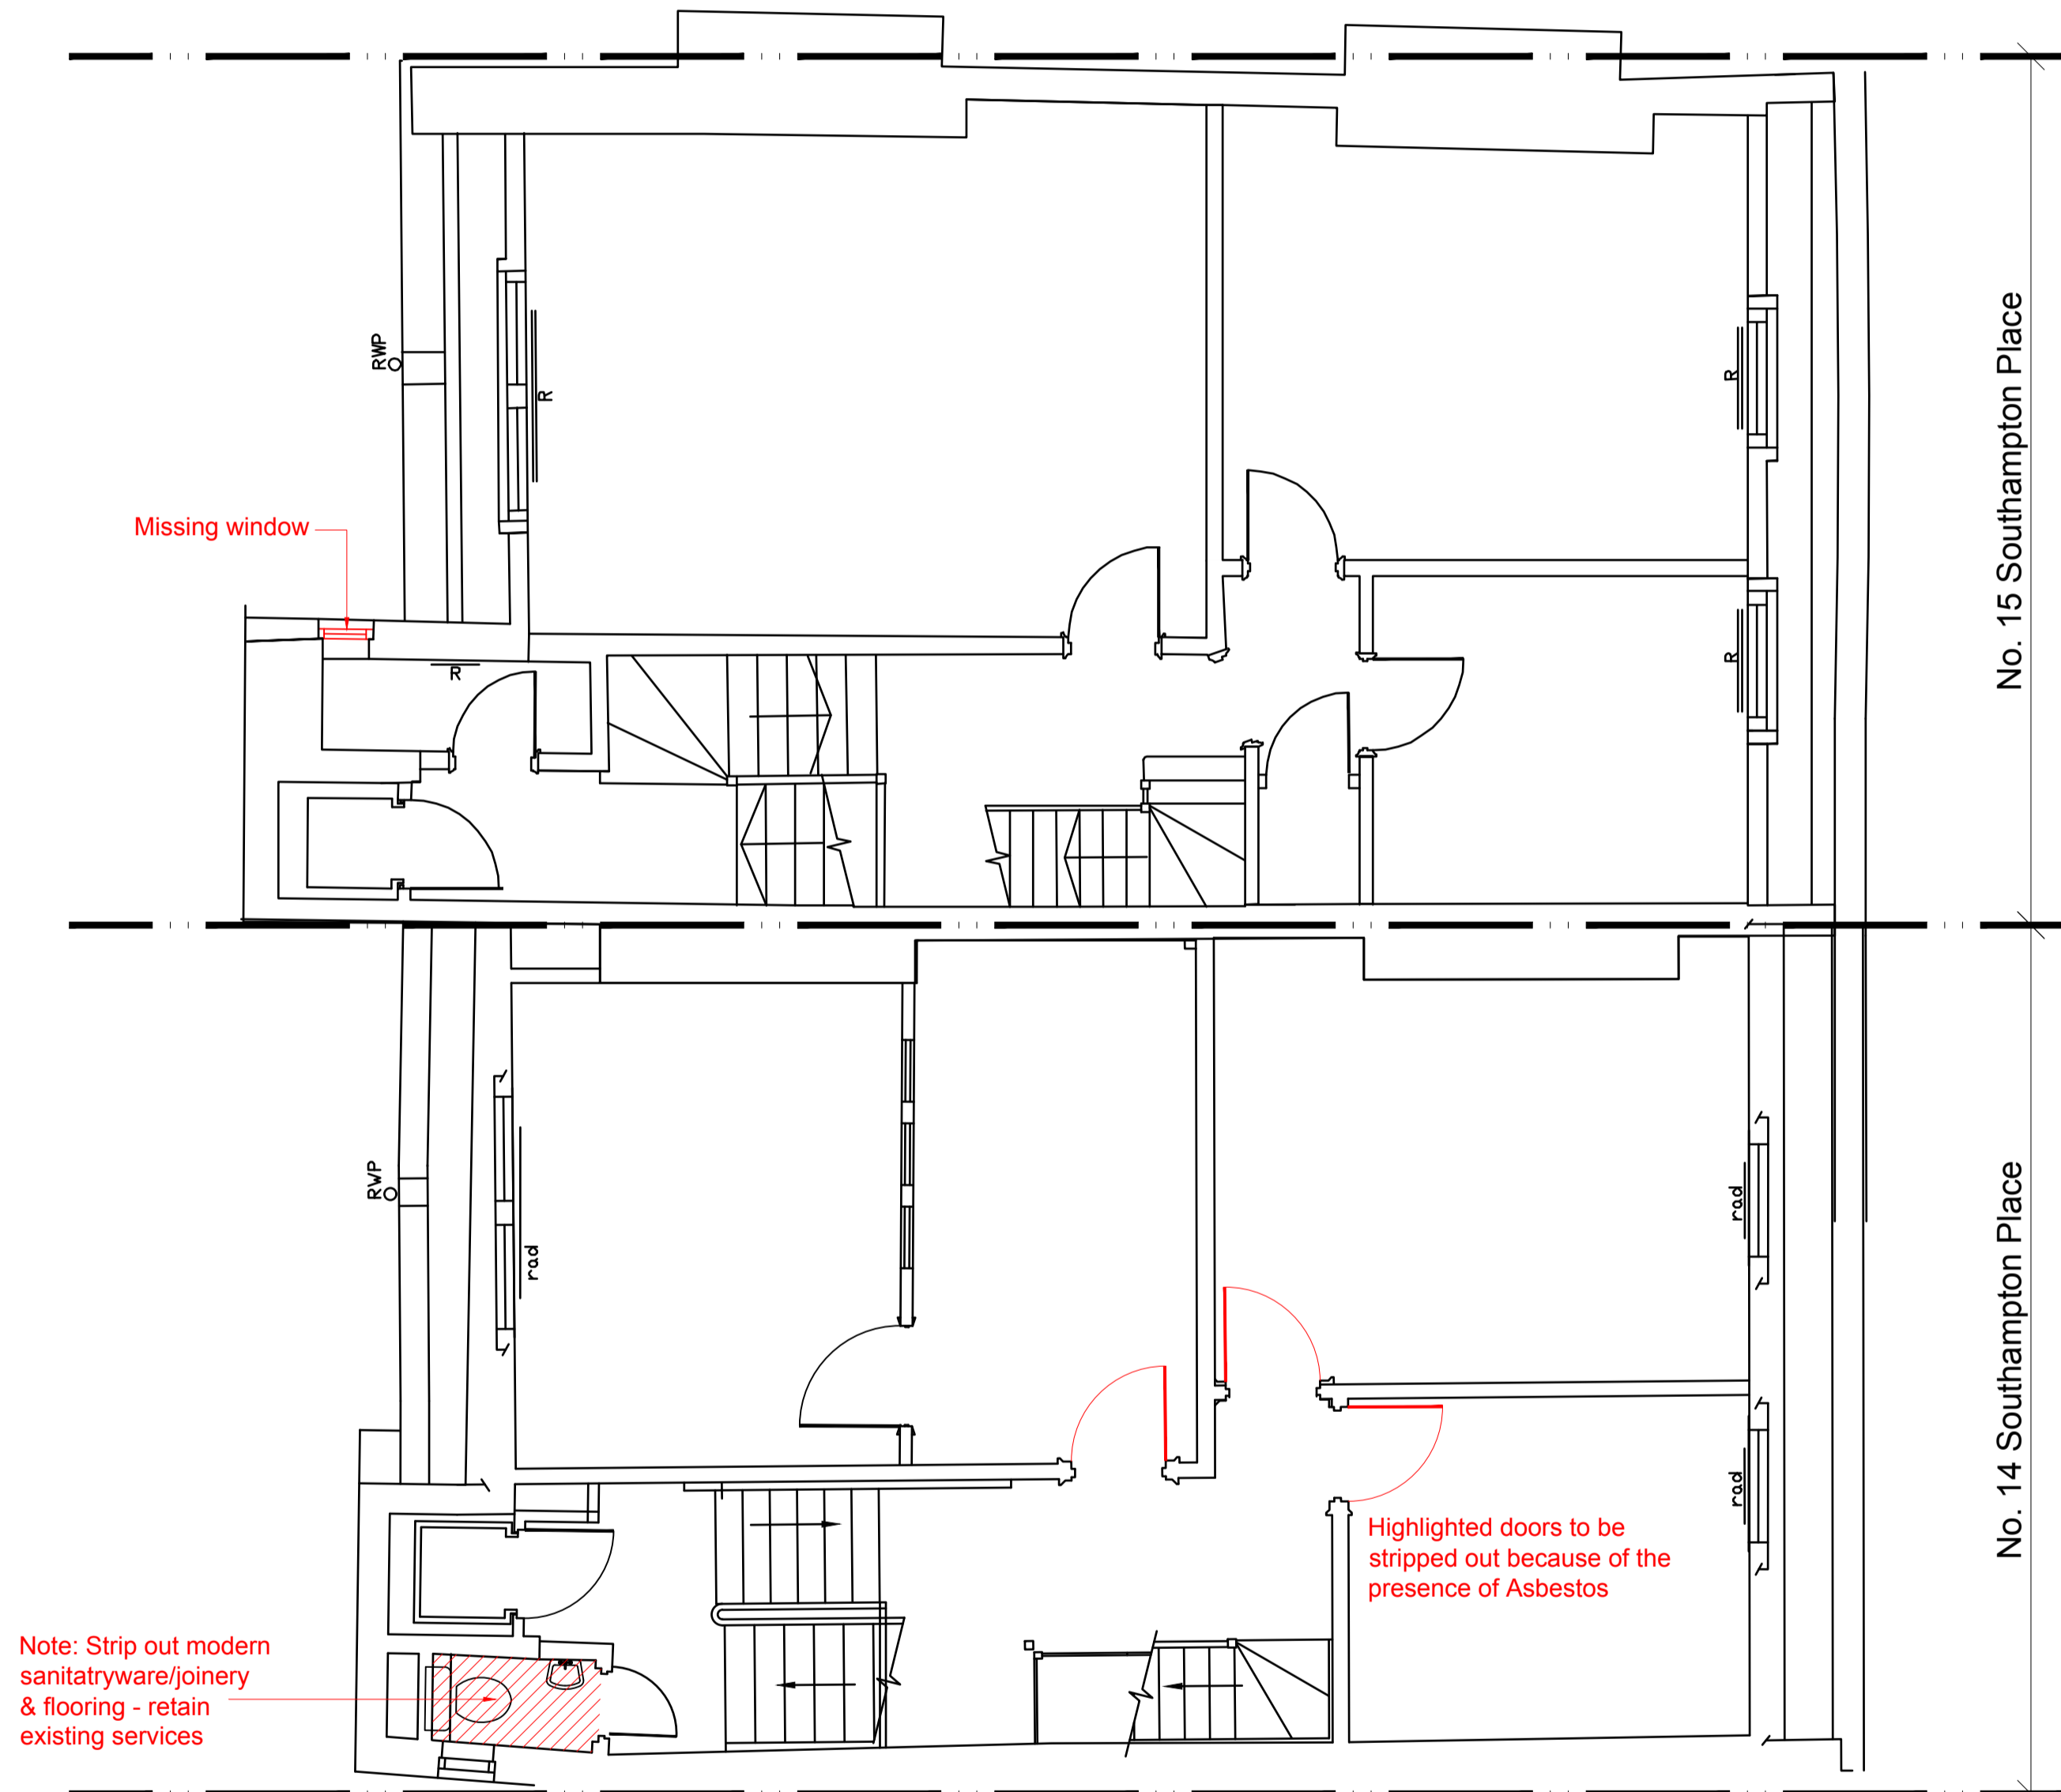 RWP
R
R
No. 15 Southampton Place
Missing window
R
R
RWP
rad
rad
rad
No. 14 Southampton Place
Highlighted doors to be
stripped out because of the
presence of Asbestos
Note: Strip out modern
sanitatryware/joinery
& flooring - retain
existing services